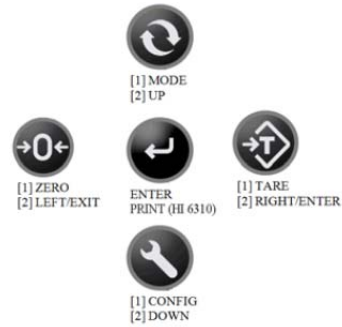 [1] MODE
[2] UP
→0←
[1] ZERO
[2] LEFT/EXIT
ENTER
PRINT (HI 6310)
→T
[1] TARE
[2] RIGHT/ENTER
[1] CONFIG
[2] DOWN